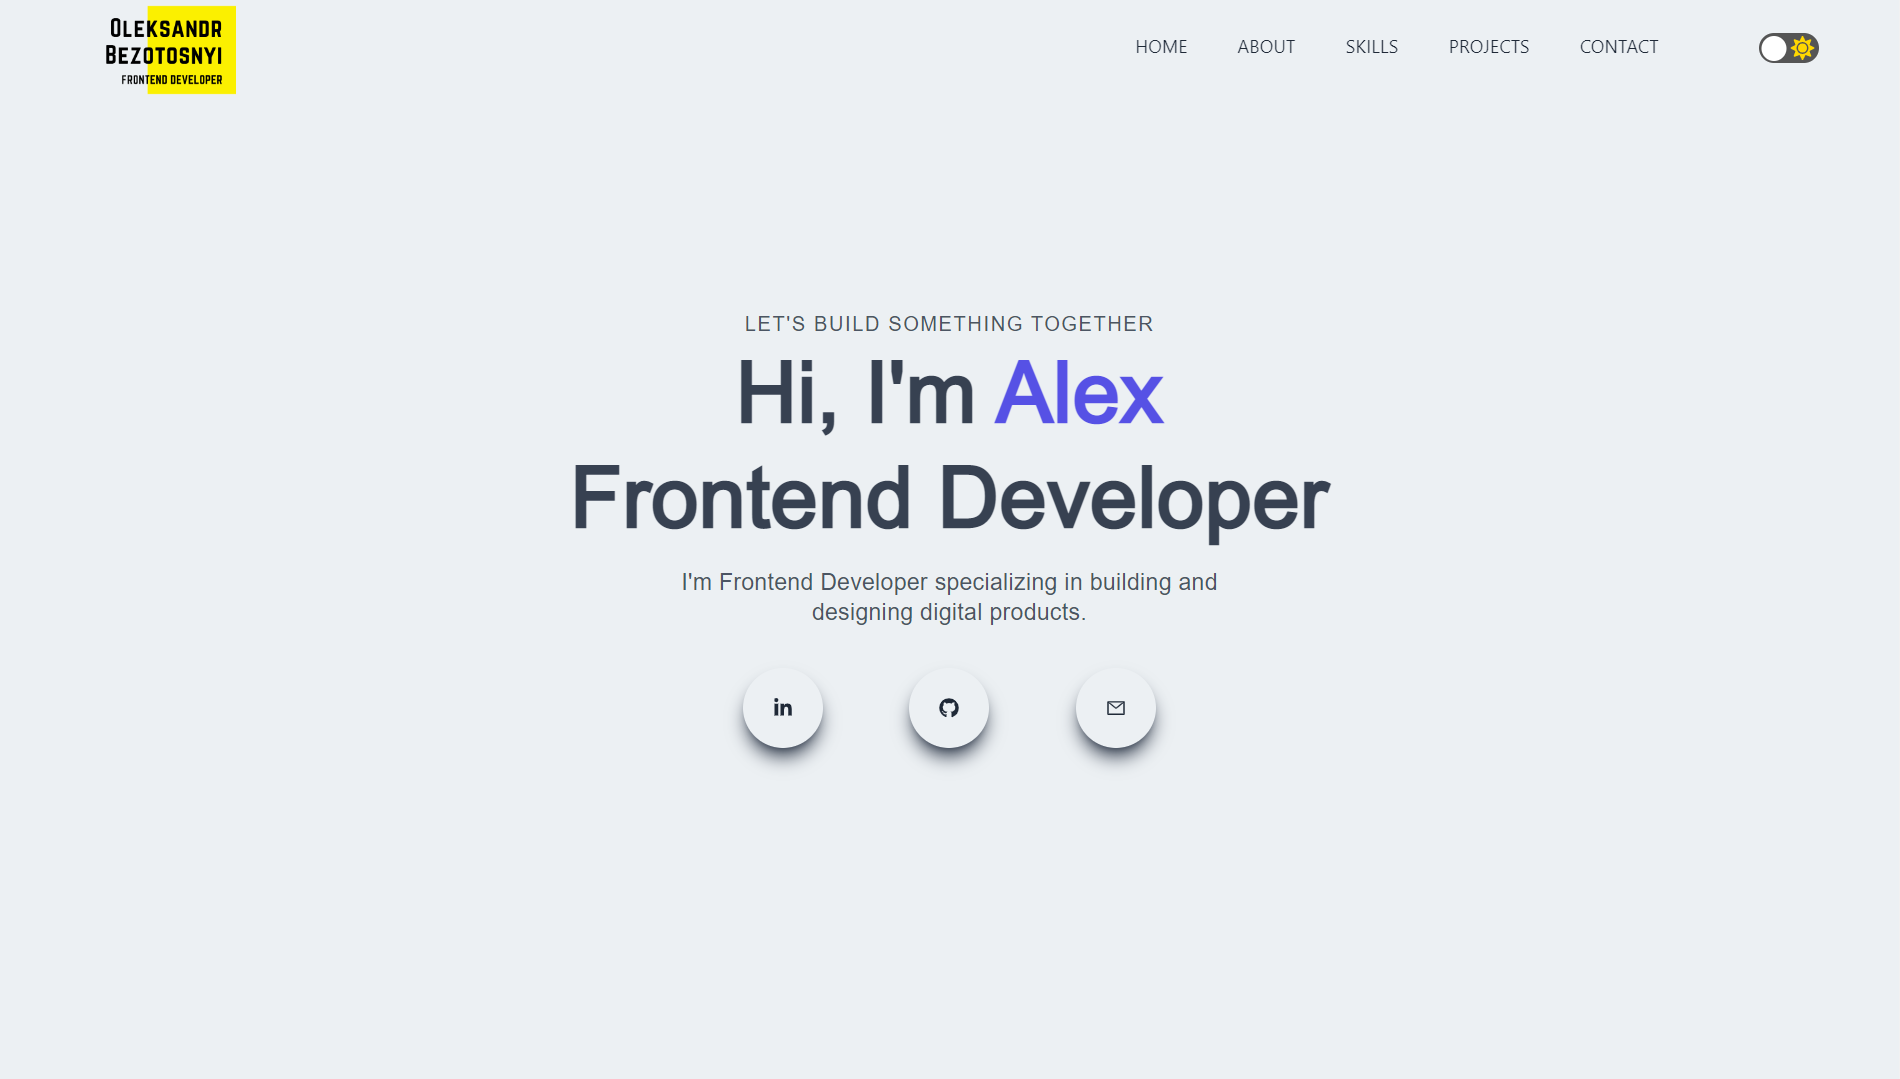 OLEKSANDR
BEZOTOSNYI
FRONTEND DEVELOPER
HOME ABOUT SKILLS PROJECTS CONTACT
LET'S BUILD SOMETHING TOGETHER
Hi, I'm Alex
Frontend Developer
I'm Frontend Developer specializing in building and
designing digital products.
in